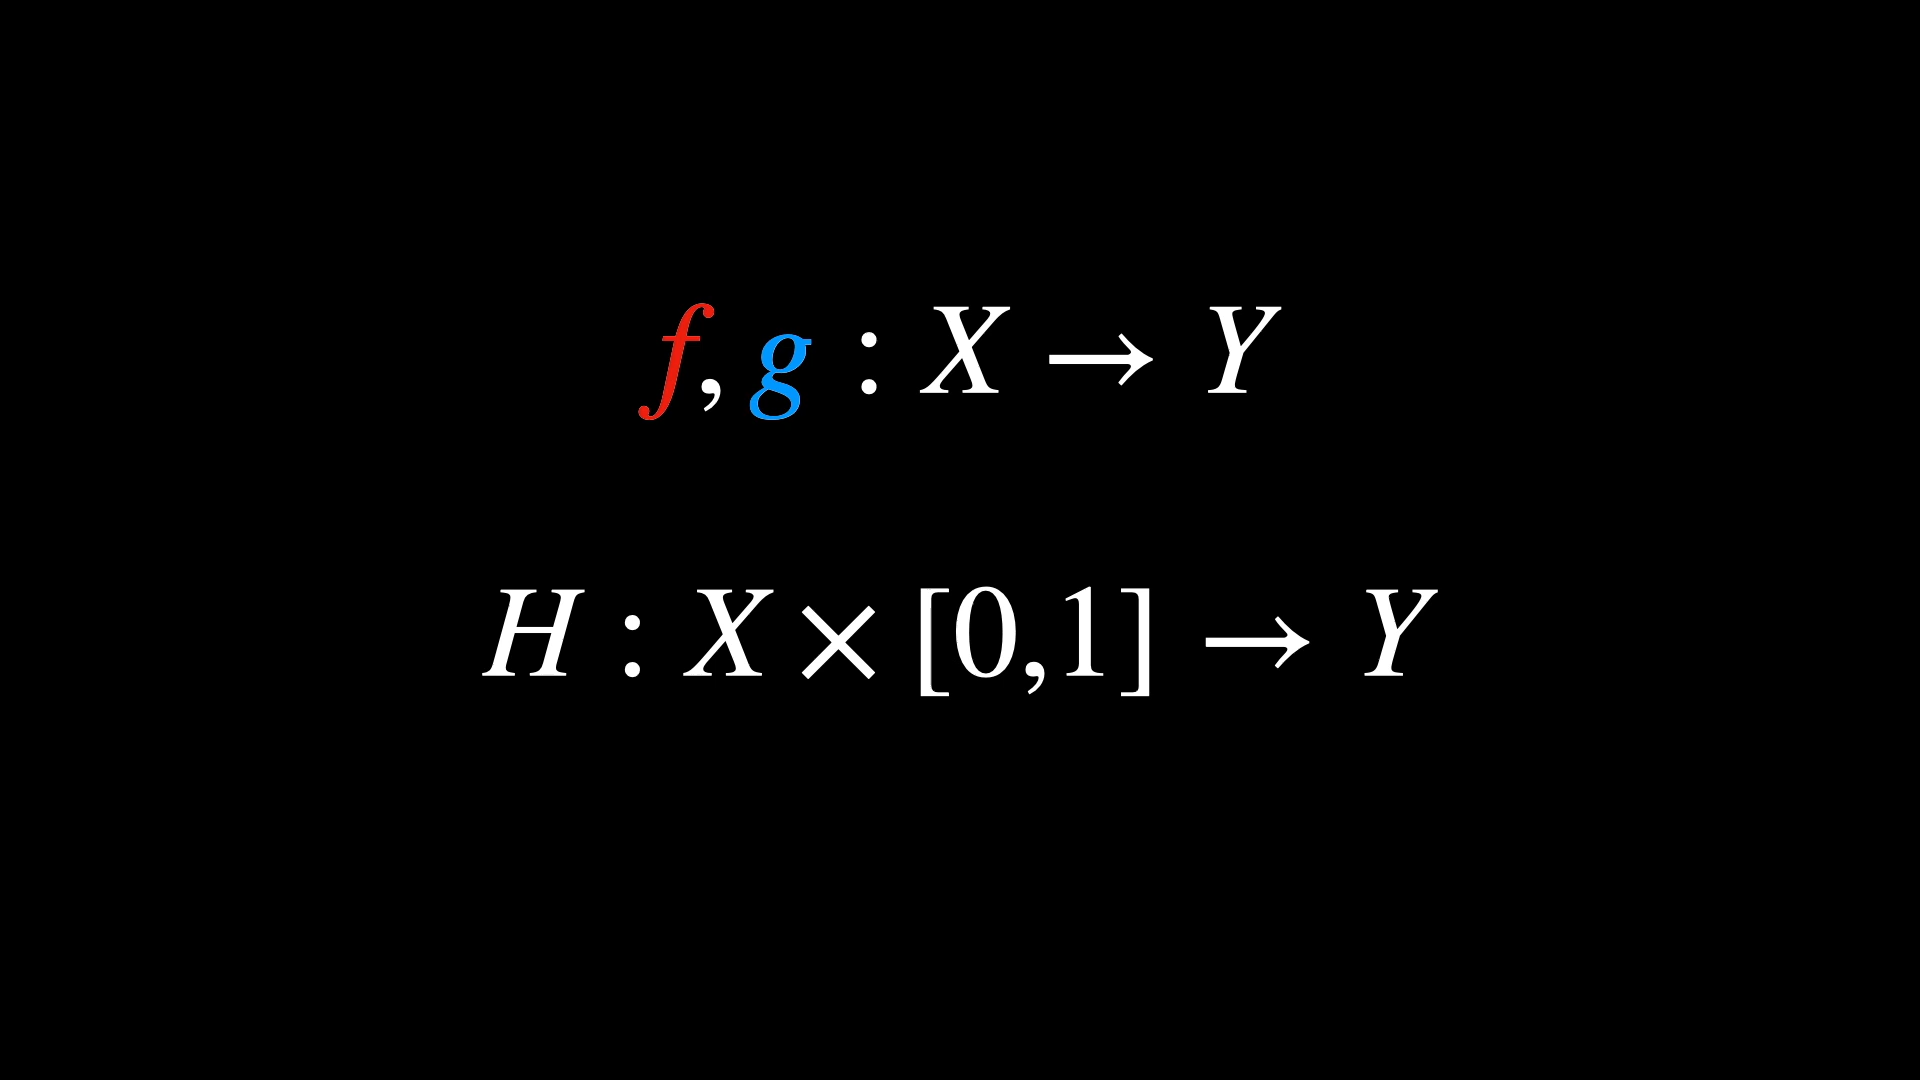 f, g : X → Y
H : X × [0,1] → Y